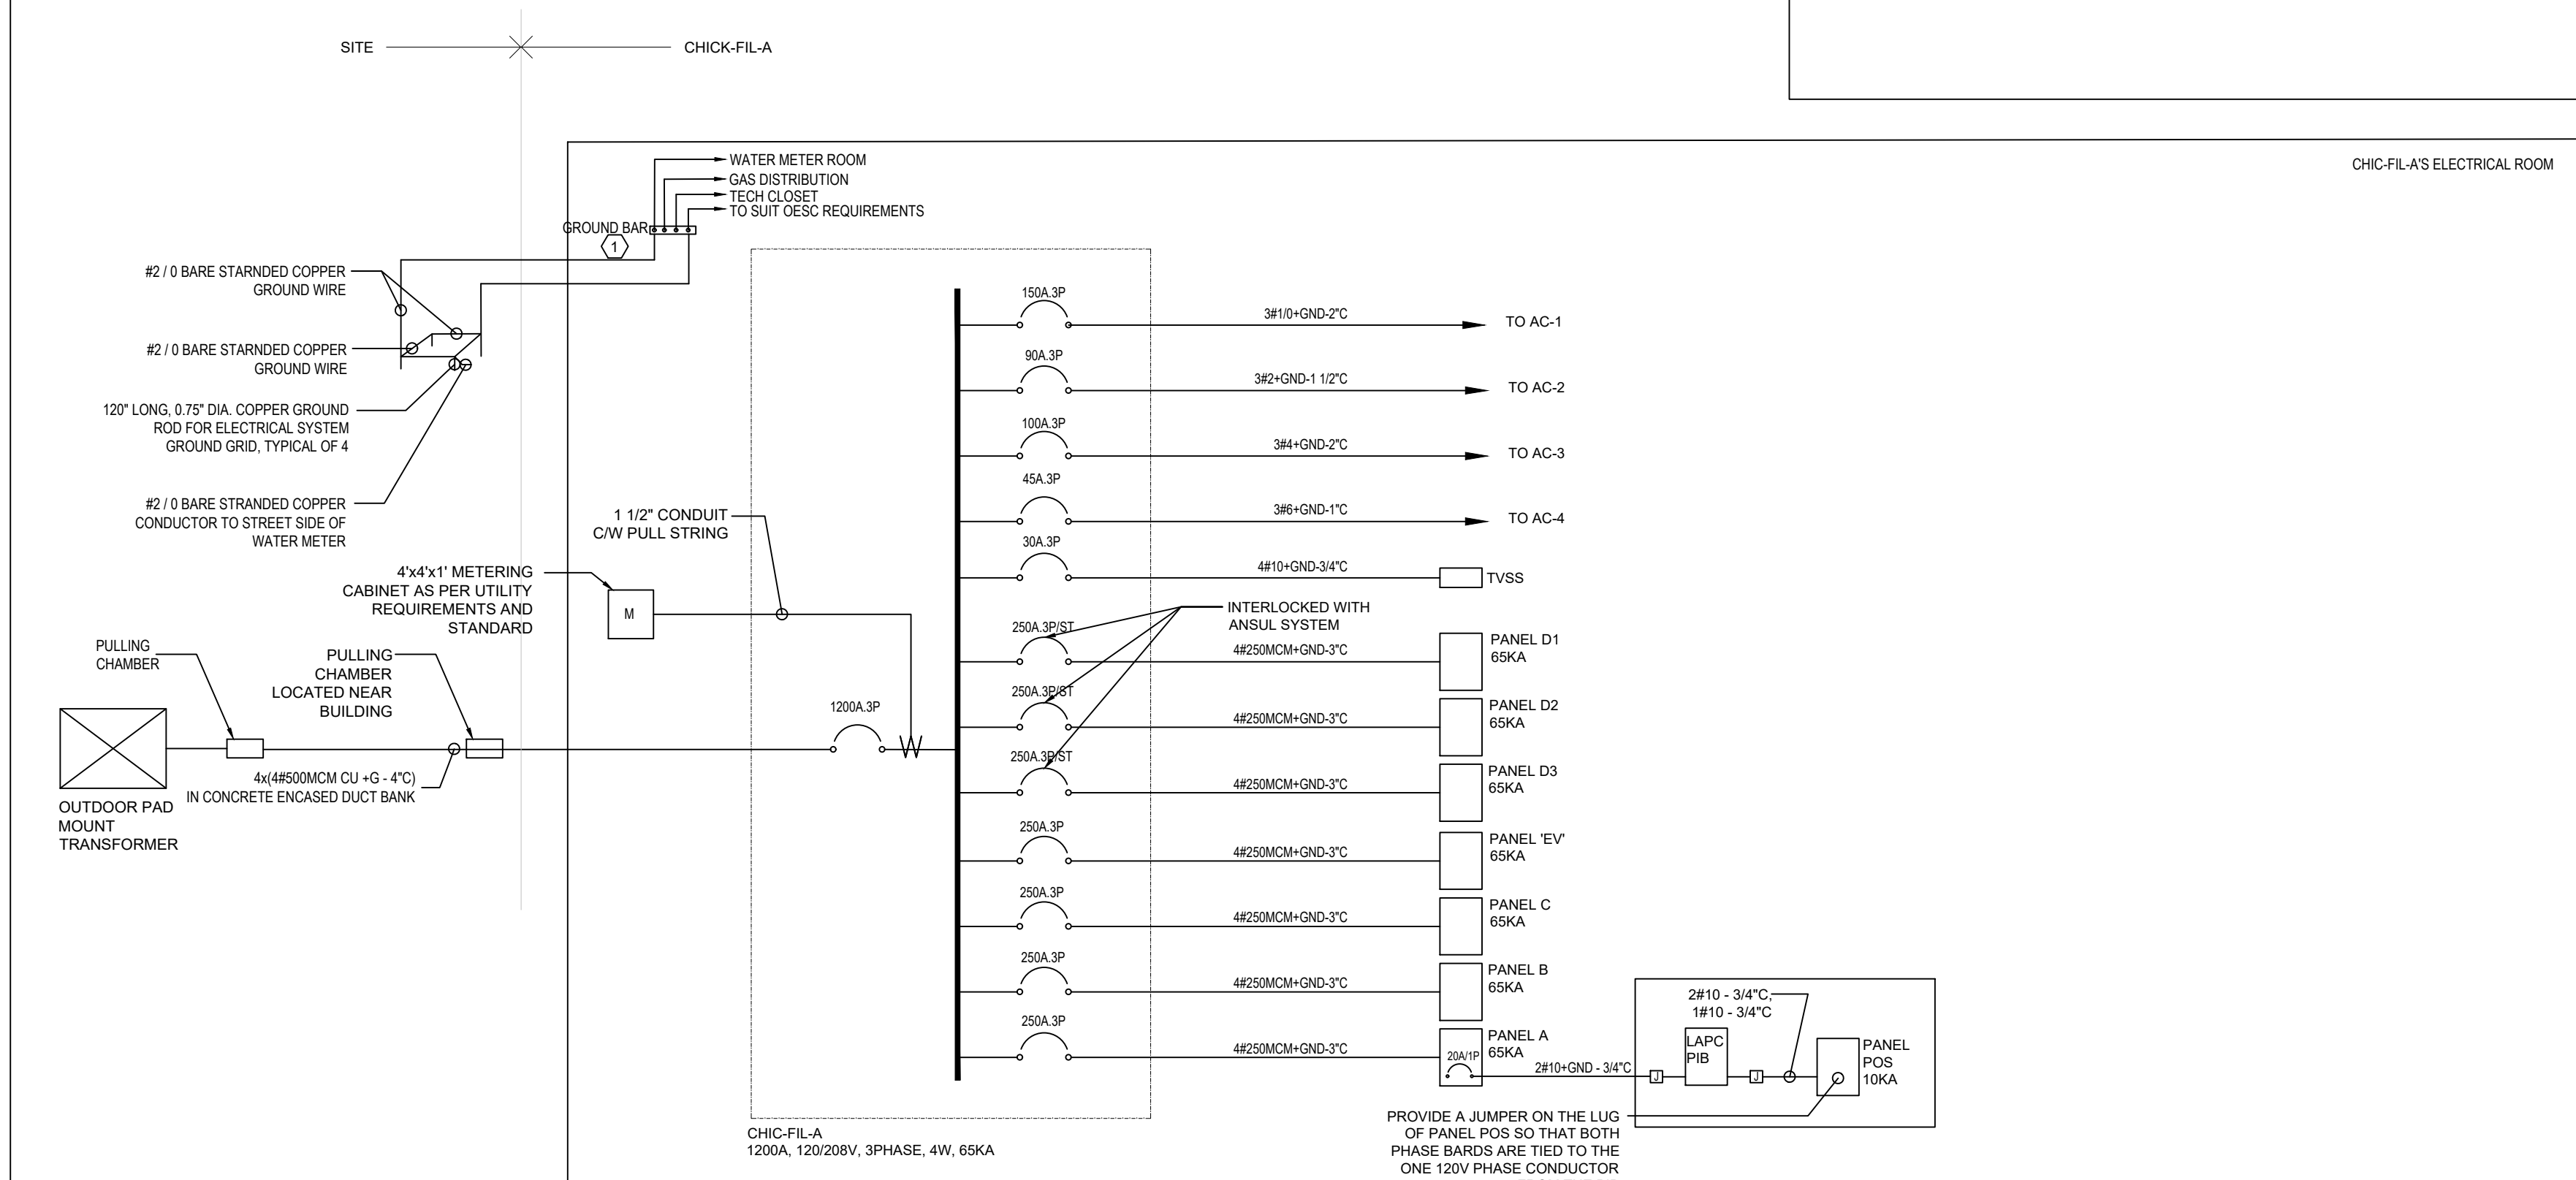 SITE
CHICK-FIL-A
CHIC-FIL-A'S ELECTRICAL ROOM
WATER METER ROOM
GAS DISTRIBUTION
TECH CLOSET
TO SUIT OESC REQUIREMENTS
GROUND BAR
1
#2 / 0 BARE STARNDED COPPER
GROUND WIRE
#2 / 0 BARE STARNDED COPPER
GROUND WIRE
120" LONG, 0.75" DIA. COPPER GROUND
ROD FOR ELECTRICAL SYSTEM
GROUND GRID, TYPICAL OF 4
#2 / 0 BARE STRANDED COPPER
CONDUCTOR TO STREET SIDE OF
WATER METER
1 1/2" CONDUIT
C/W PULL STRING
4'x4'x1' METERING
CABINET AS PER UTILITY
REQUIREMENTS AND
STANDARD
M
PULLING
CHAMBER
PULLING
CHAMBER
LOCATED NEAR
BUILDING
4x(4#500MCM CU +G - 4"C)
IN CONCRETE ENCASED DUCT BANK
OUTDOOR PAD
MOUNT
TRANSFORMER
1200A.3P
150A.3P
3#1/0+GND-2"C
TO AC-1
90A.3P
3#2+GND-1 1/2"C
TO AC-2
100A.3P
3#4+GND-2"C
TO AC-3
45A.3P
3#6+GND-1"C
TO AC-4
30A.3P
4#10+GND-3/4"C
TVSS
INTERLOCKED WITH
ANSUL SYSTEM
250A.3P/ST
4#250MCM+GND-3"C
PANEL D1
65KA
250A.3P/ST
4#250MCM+GND-3"C
PANEL D2
65KA
250A.3P/ST
4#250MCM+GND-3"C
PANEL D3
65KA
250A.3P
4#250MCM+GND-3"C
PANEL 'EV'
65KA
250A.3P
4#250MCM+GND-3"C
PANEL C
65KA
250A.3P
4#250MCM+GND-3"C
PANEL B
65KA
250A.3P
4#250MCM+GND-3"C
PANEL A
65KA
20A/1P
2#10+GND - 3/4"C
2#10 - 3/4"C,
1#10 - 3/4"C
J
LAPC
PIB
J
PANEL
POS
10KA
PROVIDE A JUMPER ON THE LUG
OF PANEL POS SO THAT BOTH
PHASE BARDS ARE TIED TO THE
ONE 120V PHASE CONDUCTOR
CHIC-FIL-A
1200A, 120/208V, 3PHASE, 4W, 65KA